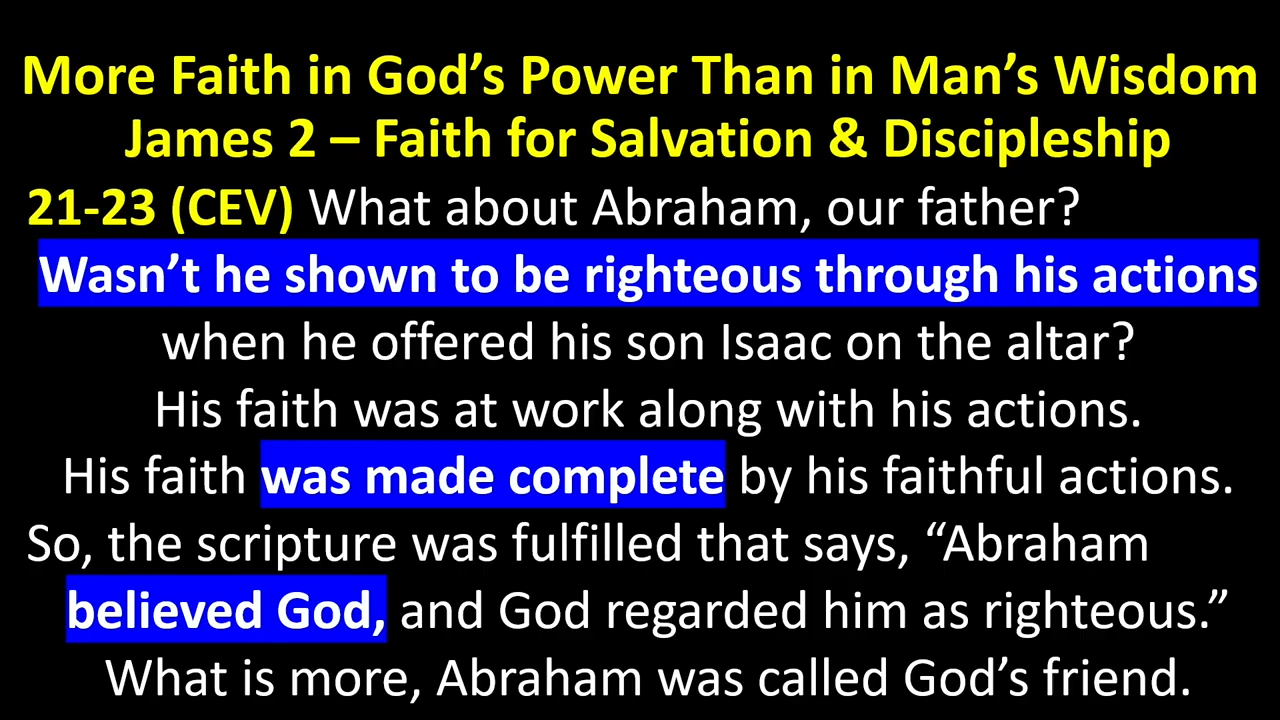 More Faith in God’s Power Than in Man’s Wisdom
James 2 – Faith for Salvation & Discipleship
21-23 (CEV) What about Abraham, our father?
Wasn’t he shown to be righteous through his actions
when he offered his son Isaac on the altar?
His faith was at work along with his actions.
His faith was made complete by his faithful actions.
So, the scripture was fulfilled that says, “Abraham
believed God, and God regarded him as righteous.”
What is more, Abraham was called God’s friend.